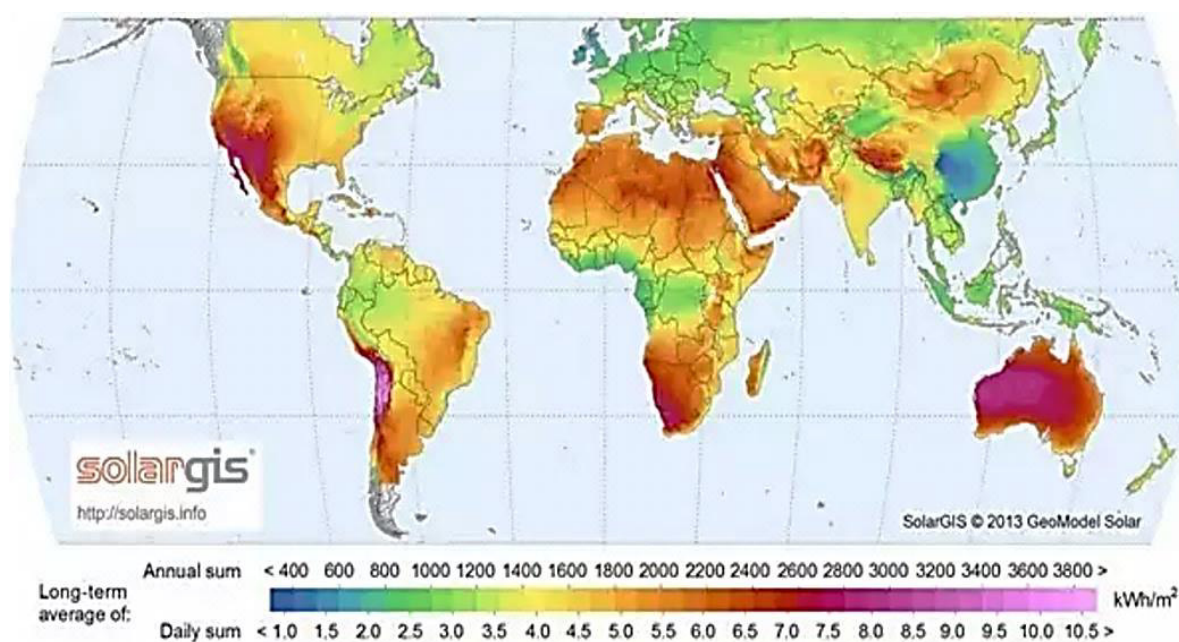 solargis
http://solargis.info
SolarGIS © 2013 GeoModel Solar
Annual sum < 400 600 800 1000 1200 1400 1600 1800 2000 2200 2400 2600 2800 3000 3200 3400 3600 3800 >
Long-term
average of:
kWh/m²
Daily sum < 1.0 1.5 2.0 2.5 3.0 3.5 4.0 4.5 5.0 5.5 6.0 6.5 7.0 7.5 8.0 8.5 9.0 9.5 10.0 10.5 >